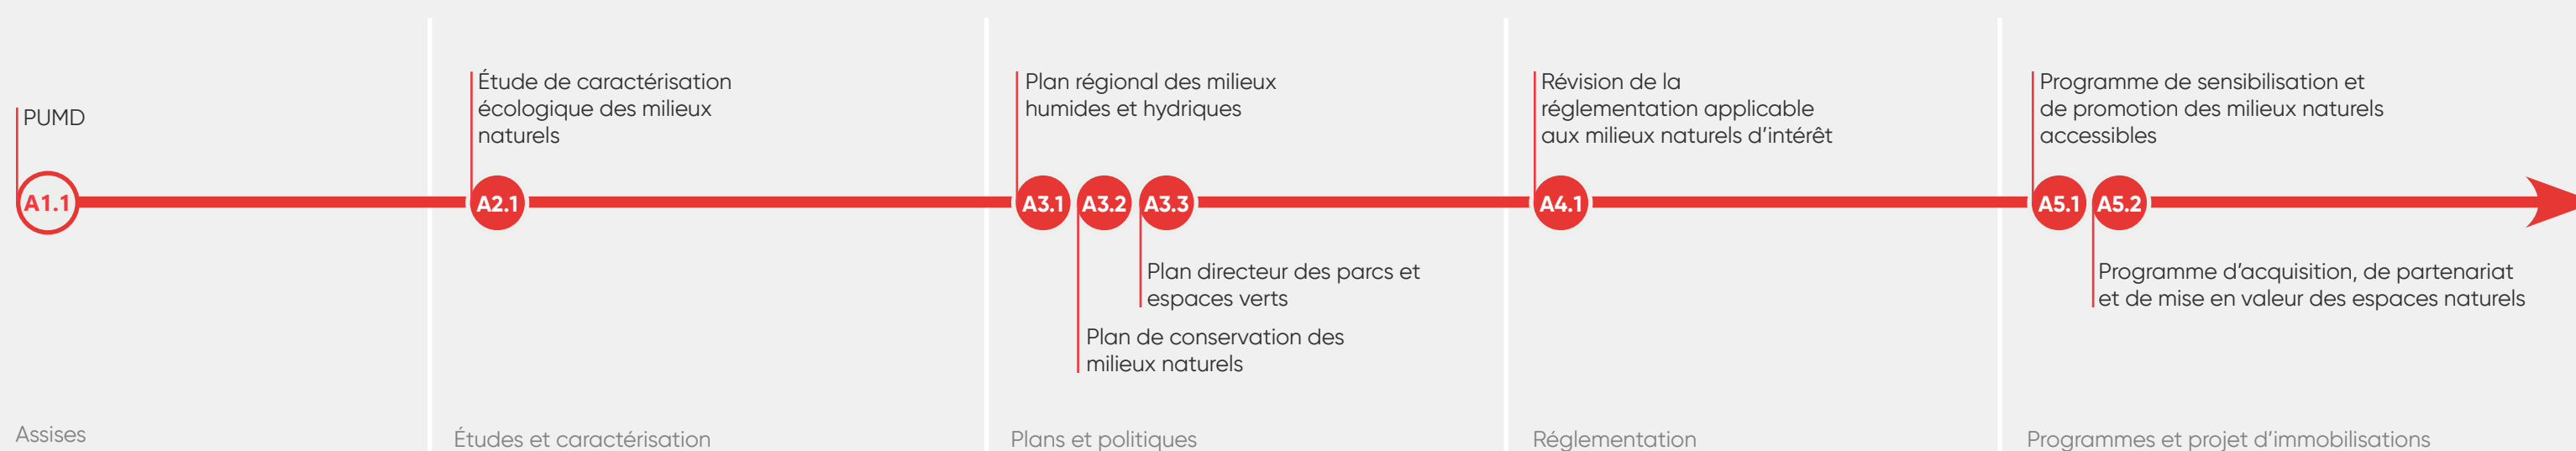 PUMD
A1.1
Assises
Étude de caractérisation
écologique des milieux
naturels
A2.1
Études et caractérisation
Plan régional des milieux
humides et hydriques
A3.1
A3.2
A3.3
Plan directeur des parcs et
espaces verts
Plan de conservation des
milieux naturels
Plans et politiques
Révision de la
réglementation applicable
aux milieux naturels d’intérêt
A4.1
Réglementation
Programme de sensibilisation et
de promotion des milieux naturels
accessibles
A5.1
A5.2
Programme d’acquisition, de partenariat
et de mise en valeur des espaces naturels
Programmes et projet d’immobilisations